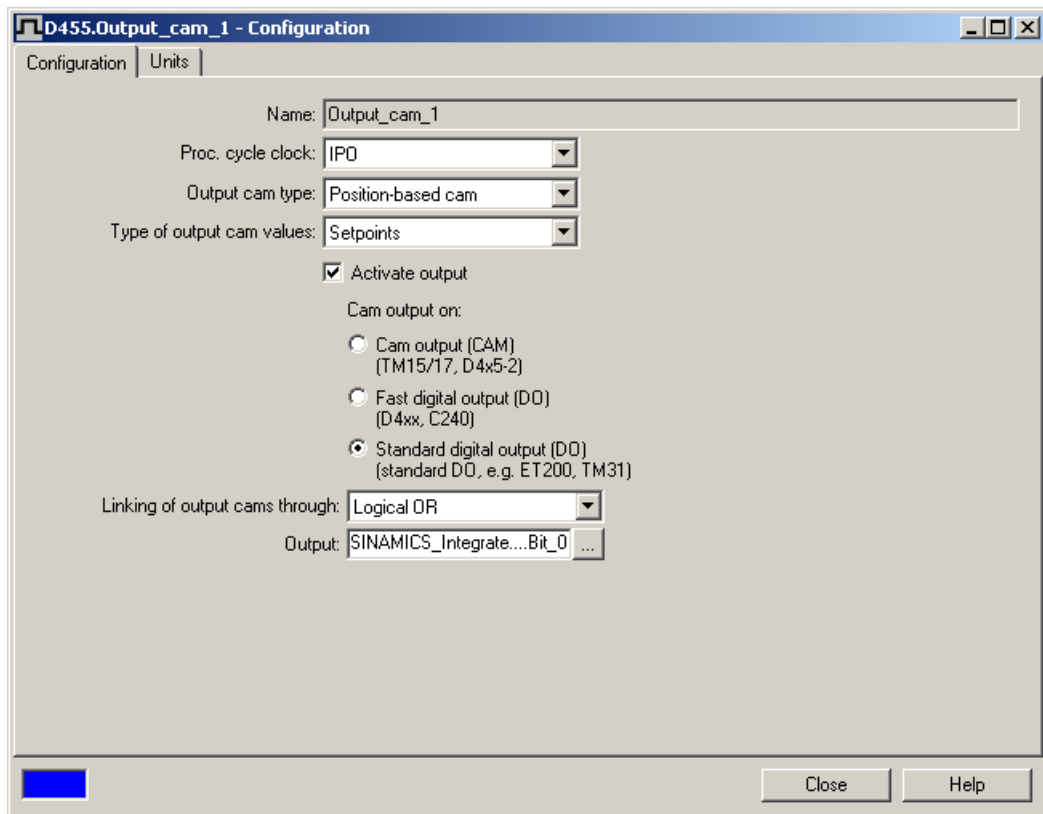 D455.Output_cam_1 - Configuration
Configuration Units
Name: Output_cam_1
Proc. cycle clock: IPO
Output cam type: Position-based cam
Type of output cam values: Setpoints
Activate output
Cam output on:
Cam output (CAM)
(TM15/17, D4x5-2)
Fast digital output (DO)
(D4xx, C240)
Standard digital output (DO)
(standard DO, e.g. ET200, TM31)
Linking of output cams through: Logical OR
Output: SINAMICS_Integrate....Bit_0 ...
Close Help